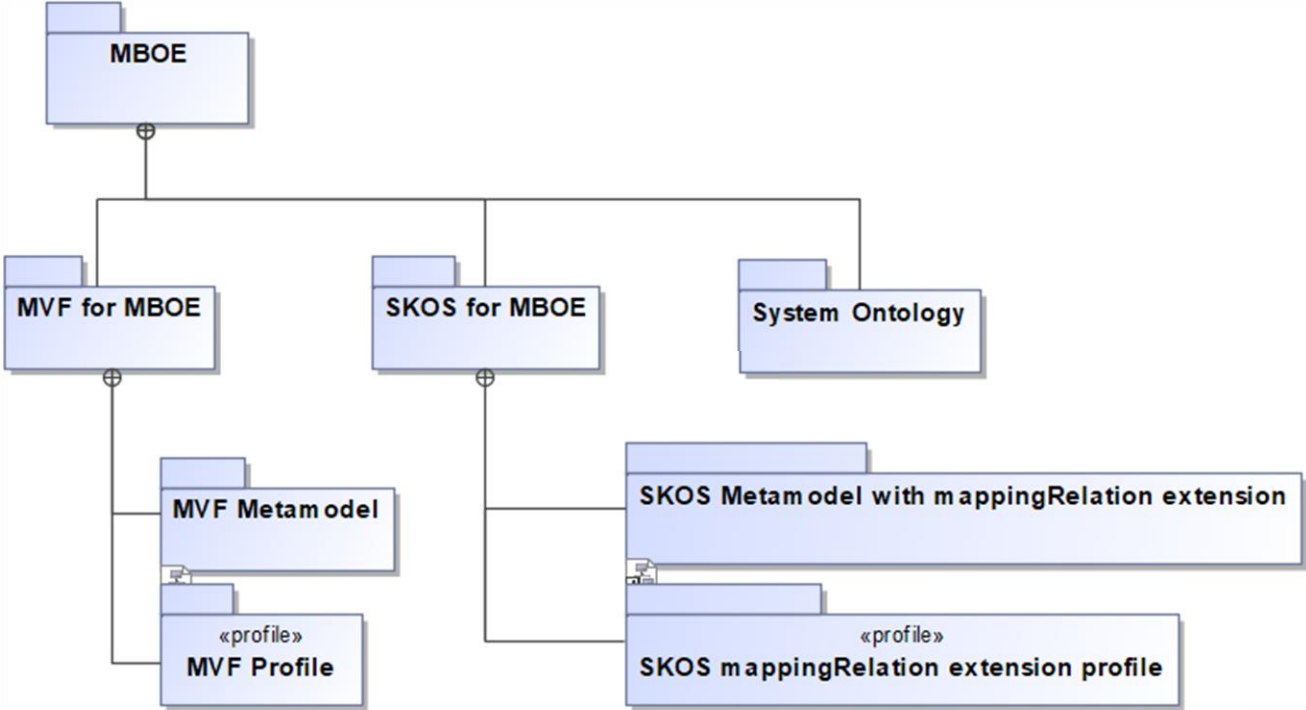 MBOE
MVF for MBOE
SKOS for MBOE
System Ontology
MVF Metamodel
SKOS Metamodel with mappingRelation extension
«profile»
MVF Profile
«profile»
SKOS mappingRelation extension profile